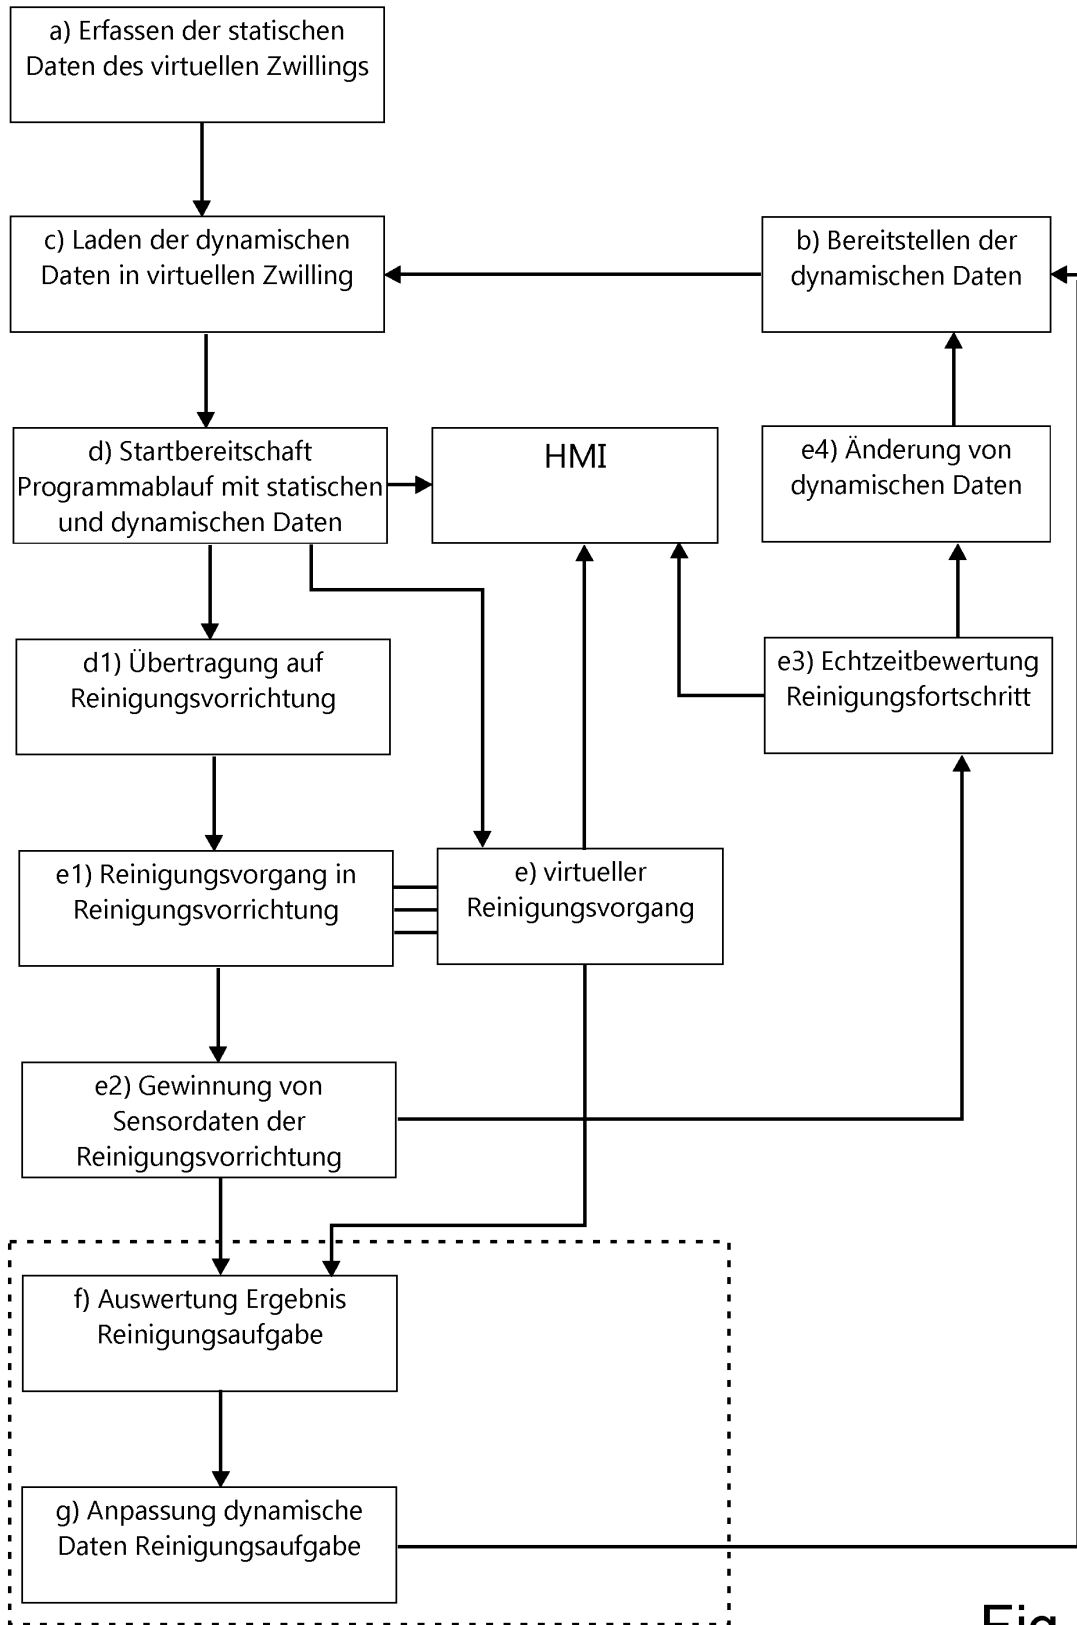 a) Erfassen der statischen
Daten des virtuellen Zwillings
c) Laden der dynamischen
Daten in virtuellen Zwilling
b) Bereitstellen der
dynamischen Daten
d) Startbereitschaft
Programmablauf mit statischen
und dynamischen Daten
HMI
e4) Änderung von
dynamischen Daten
d1) Übertragung auf
Reinigungsvorrichtung
e3) Echtzeitbewertung
Reinigungsfortschritt
e1) Reinigungsvorgang in
Reinigungsvorrichtung
e) virtueller
Reinigungsvorgang
e2) Gewinnung von
Sensordaten der
Reinigungsvorrichtung
f) Auswertung Ergebnis
Reinigungsaufgabe
g) Anpassung dynamische
Daten Reinigungsaufgabe